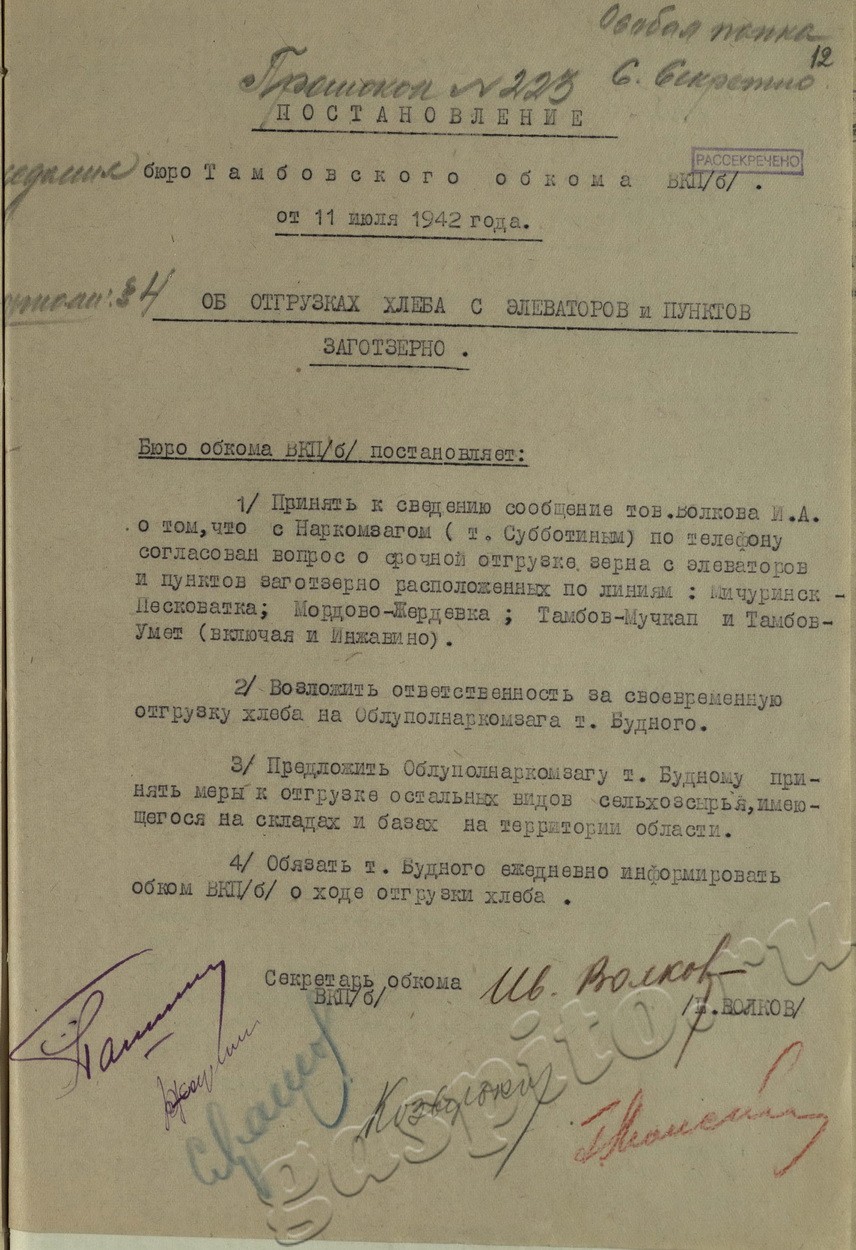 Особая папка
12
Протокол № 223 С. Секретно
ПОСТАНОВЛЕНИЕ
РАССЕКРЕЧЕНО
бюро Тамбовского обкома ВКП/б/ .
от 11 июля 1942 года.
§ 4 ОБ ОТГРУЗКАХ ХЛЕБА С ЭЛЕВАТОРОВ и ПУНКТОВ
ЗАГОТЗЕРНО .
Бюро обкома ВКП/б/ постановляет:
1/ Принять к сведению сообщение тов.Волкова И.А.
о том,что с Наркомзагом ( т. Субботиным) по телефону
согласован вопрос о срочной отгрузке зерна с элеваторов
и пунктов заготзерно расположенных по линиям : Мичуринск -
Песковатка; Мордово-Жердевка ; Тамбов-Мучкап и Тамбов-
Умет (включая и Инжавино).
2/ Возложить ответственность за своевременную
отгрузку хлеба на Облуполнаркомзага т. Будного.
3/ Предложить Облуполнаркомзагу т. Будному при-
нять меры к отгрузке остальных видов сельхозсырья,имею-
щегося на складах и базах на территории области.
4/ Обязать т. Будного ежедневно информировать
обком ВКП/б/ о ходе отгрузки хлеба .
Секретарь обкома Ив. Волков
ВКП/б/ /И.ВОЛКОВ/
gaspito.ru